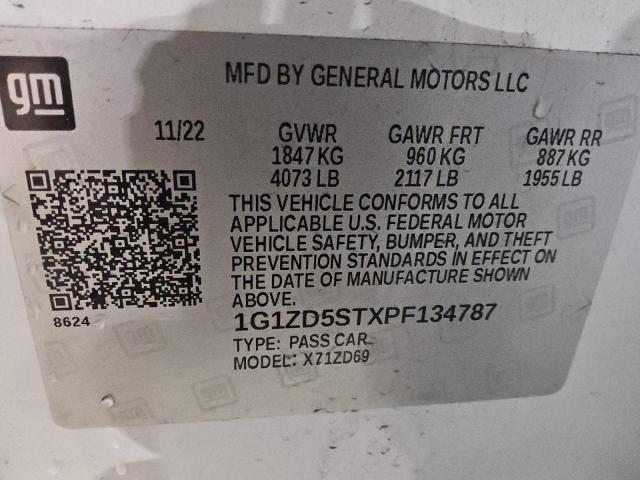 gm
MFD BY GENERAL MOTORS LLC
11/22 GVWR GAWR FRT GAWR RR
1847 KG 960 KG 887 KG
4073 LB 2117 LB 1955 LB
THIS VEHICLE CONFORMS TO ALL
APPLICABLE U.S. FEDERAL MOTOR
VEHICLE SAFETY, BUMPER, AND THEFT
PREVENTION STANDARDS IN EFFECT ON
THE DATE OF MANUFACTURE SHOWN
ABOVE.
8624
1G1ZD5STXPF134787
TYPE: PASS CAR
MODEL: X71ZD69